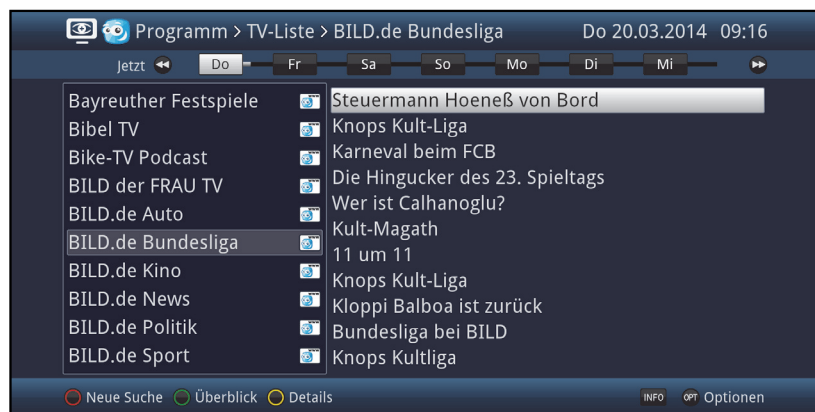 Programm > TV-Liste > BILD.de Bundesliga Do 20.03.2014 09:16
Jetzt Do Fr Sa So Mo Di Mi
Bayreuther Festspiele
Bibel TV
Bike-TV Podcast
BILD der FRAU TV
BILD.de Auto
BILD.de Bundesliga
BILD.de Kino
BILD.de News
BILD.de Politik
BILD.de Sport
Steuermann Hoeneß von Bord
Knops Kult-Liga
Karneval beim FCB
Die Hingucker des 23. Spieltags
Wer ist Calhanoglu?
Kult-Magath
11 um 11
Knops Kult-Liga
Kloppi Balboa ist zurück
Bundesliga bei BILD
Knops Kultliga
Neue Suche Überblick Details INFO OPT Optionen